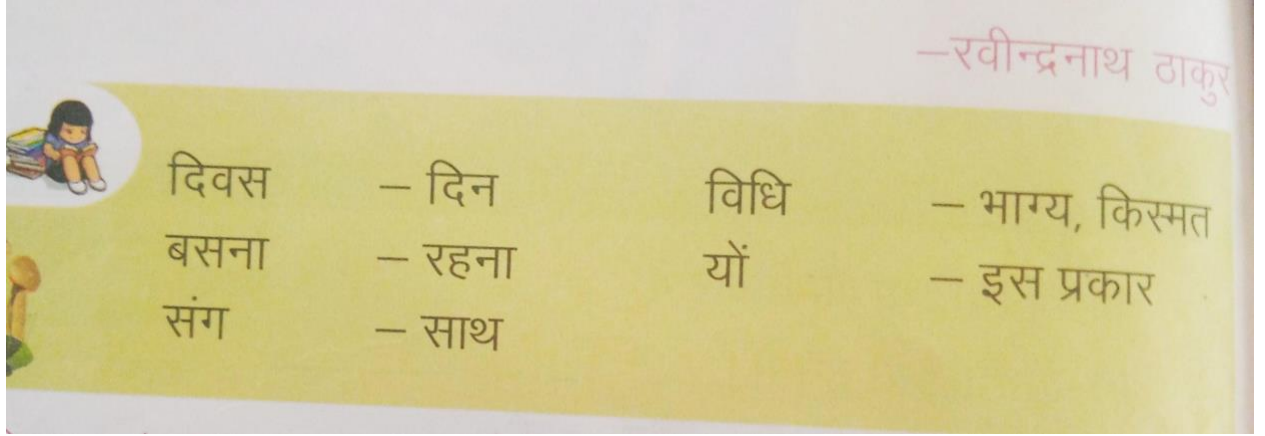 –रवीन्द्रनाथ ठाकुर
दिवस – दिन विधि – भाग्य, किस्मत
बसना – रहना यों – इस प्रकार
संग – साथ